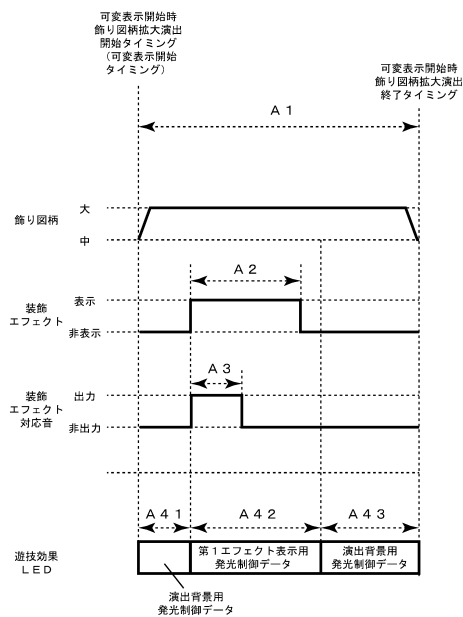 可変表示開始時
飾り図柄拡大演出
開始タイミング
（可変表示開始
タイミング）
可変表示開始時
飾り図柄拡大演出
終了タイミング
Ａ１
飾り図柄
大
中
Ａ２
装飾
エフェクト
表示
非表示
Ａ３
装飾
エフェクト
対応音
出力
非出力
Ａ４１
Ａ４２
Ａ４３
遊技効果
ＬＥＤ
第１エフェクト表示用
発光制御データ
演出背景用
発光制御データ
演出背景用
発光制御データ